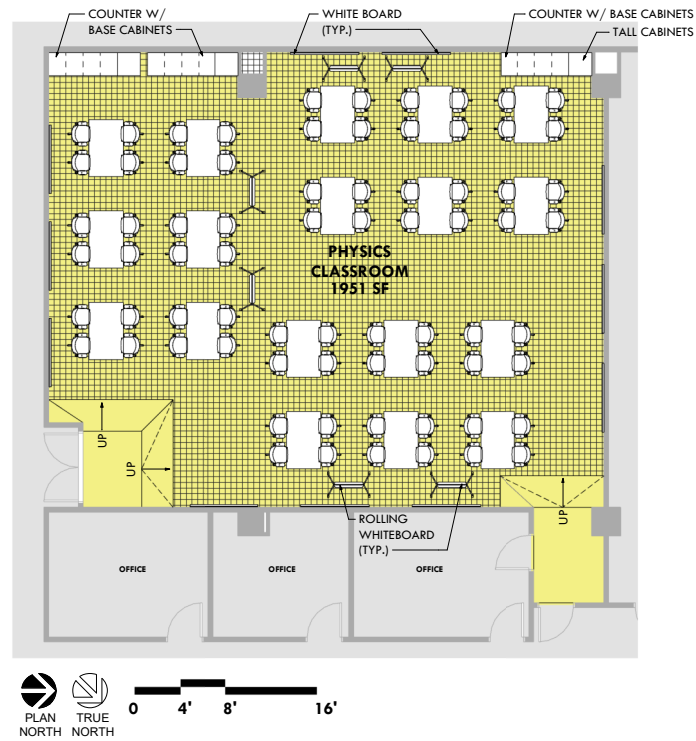 COUNTER W/
BASE CABINETS
WHITE BOARD
(TYP.)
COUNTER W/ BASE CABINETS
TALL CABINETS
PHYSICS
CLASSROOM
1951 SF
UP
UP
UP
ROLLING
WHITEBOARD
(TYP.)
OFFICE
OFFICE
OFFICE
PLAN
NORTH
TRUE
NORTH
0
4'
8'
16'